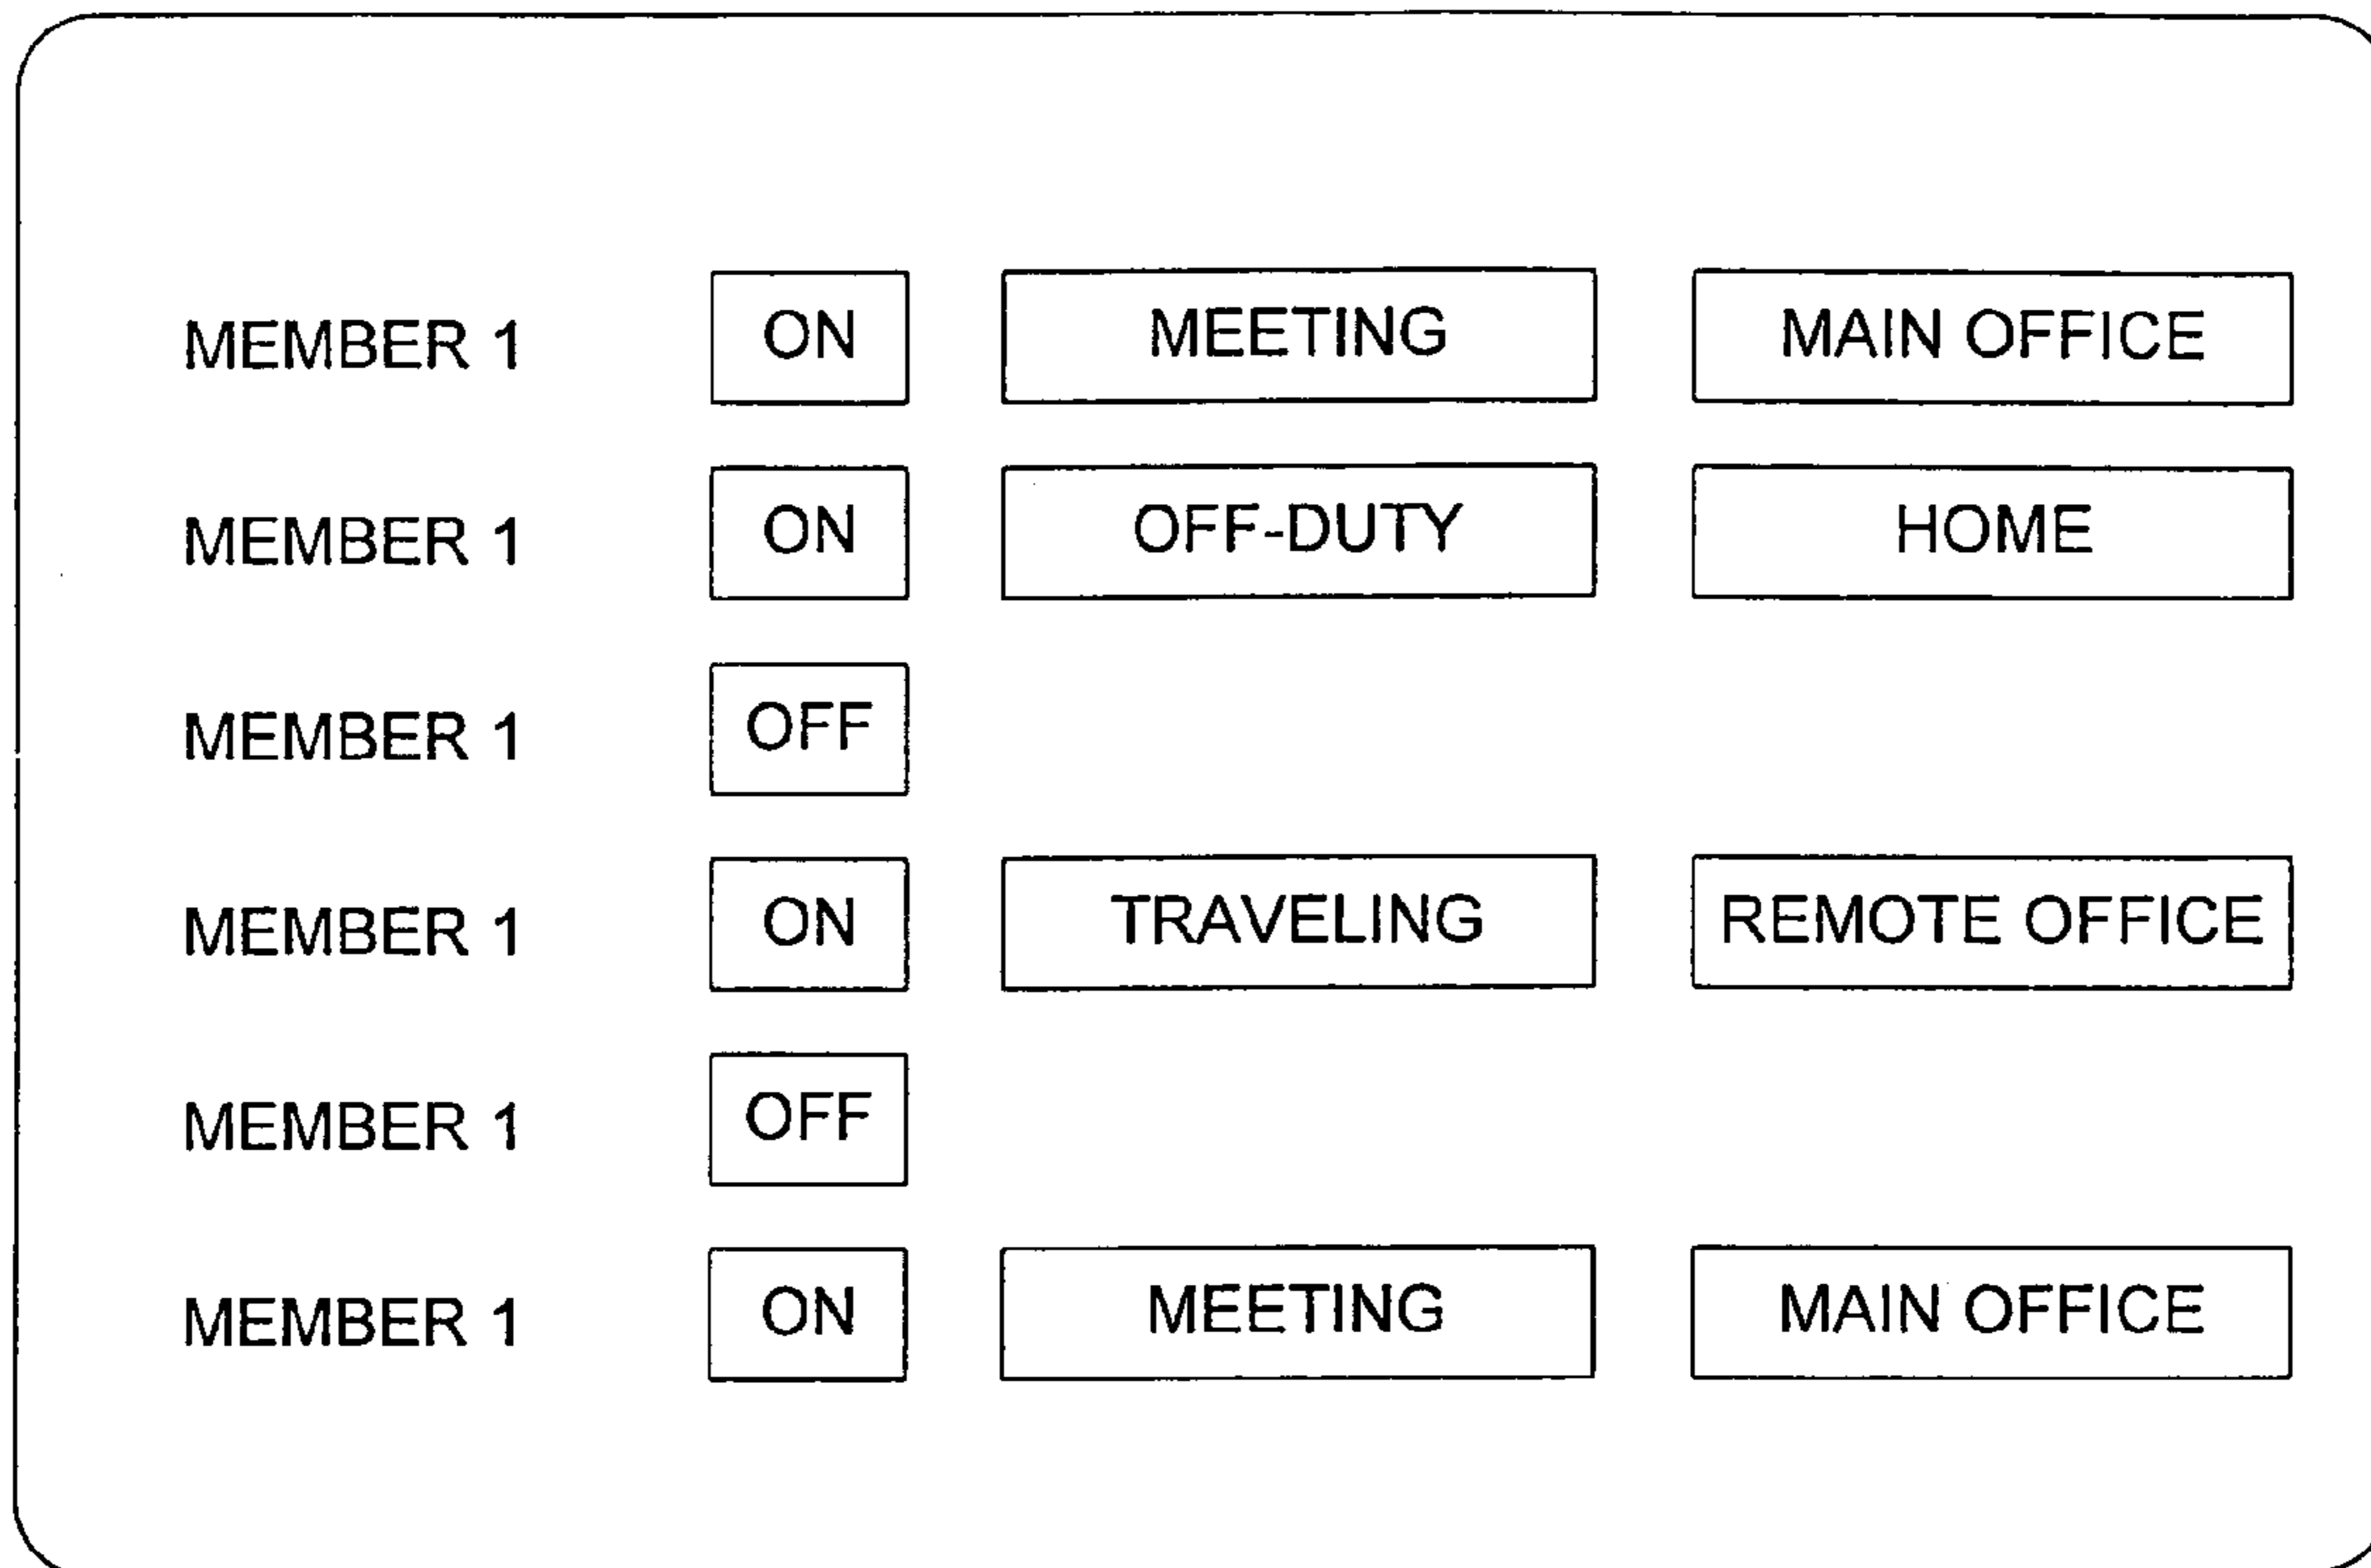 MEMBER 1 ON MEETING MAIN OFFICE
MEMBER 1 ON OFF-DUTY HOME
MEMBER 1 OFF
MEMBER 1 ON TRAVELING REMOTE OFFICE
MEMBER 1 OFF
MEMBER 1 ON MEETING MAIN OFFICE